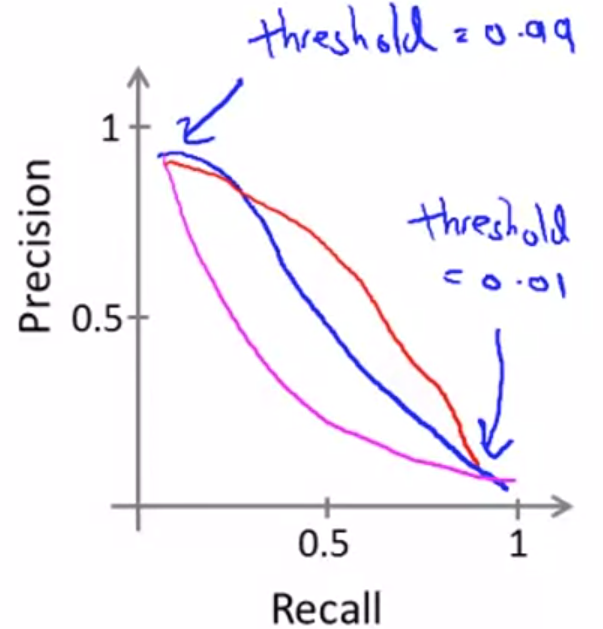 threshold = 0.99
1
Precision
threshold
= 0.01
0.5
0.5
1
Recall